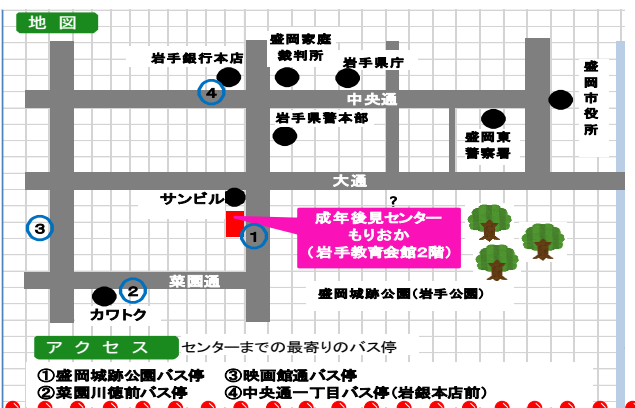 地図
盛岡家庭
裁判所
岩手銀行本店
岩手県庁
盛岡市役所
④
中央通
岩手県警本部
盛岡東
警察署
大通
サンビル
?
成年後見センター
もりおか
(岩手教育会館2階)
③
①
菜園通
②
カワトク
盛岡城跡公園(岩手公園)
アクセス
センターまでの最寄りのバス停
①盛岡城跡公園バス停 ③映画館通バス停
②菜園川徳前バス停 ④中央通一丁目バス停(岩銀本店前)